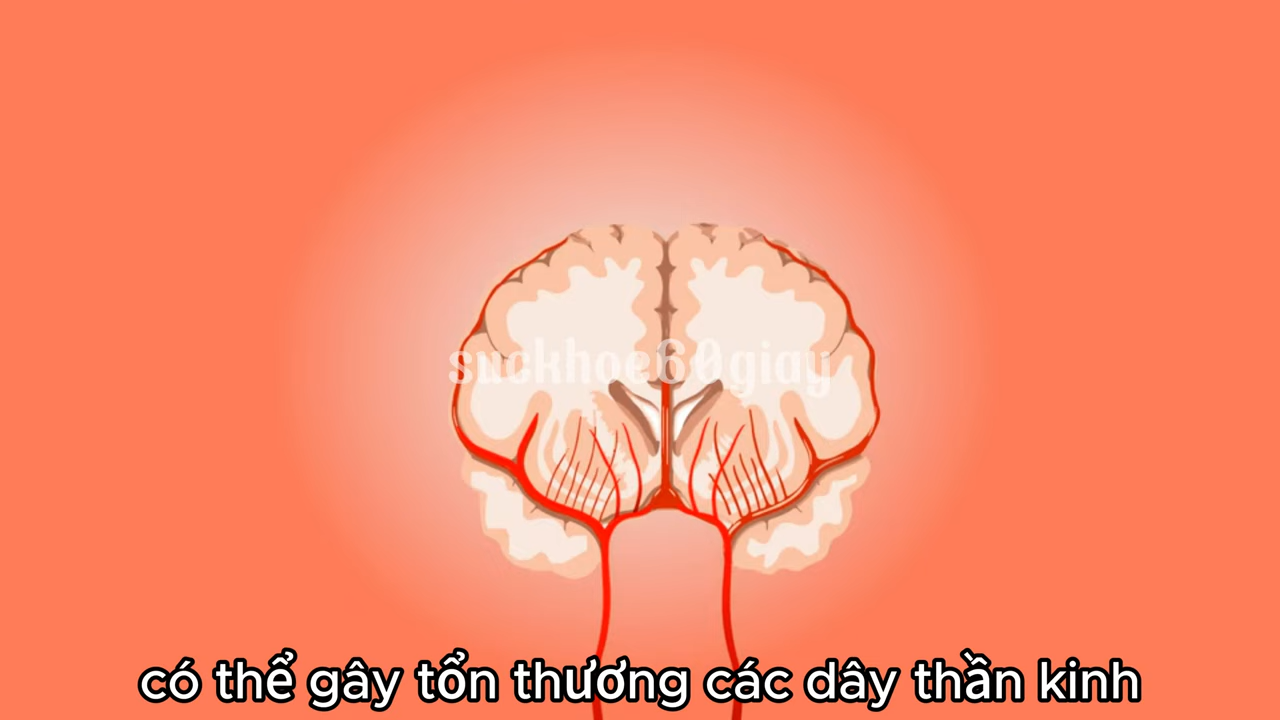 suckhoe60giay
có thể gây tổn thương các dây thần kinh